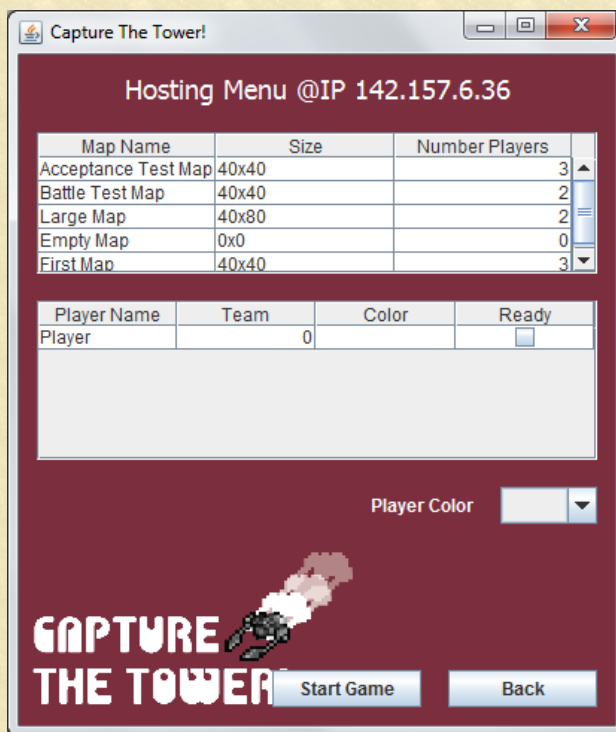 Capture The Tower!
Hosting Menu @IP 142.157.6.36
Map Name Size Number Players
Acceptance Test Map 40x40 3
Battle Test Map 40x40 2
Large Map 40x80 2
Empty Map 0x0 0
First Map 40x40 3
Player Name Team Color Ready
Player 0
Player Color
CAPTURE
THE TOWER!
Start Game Back